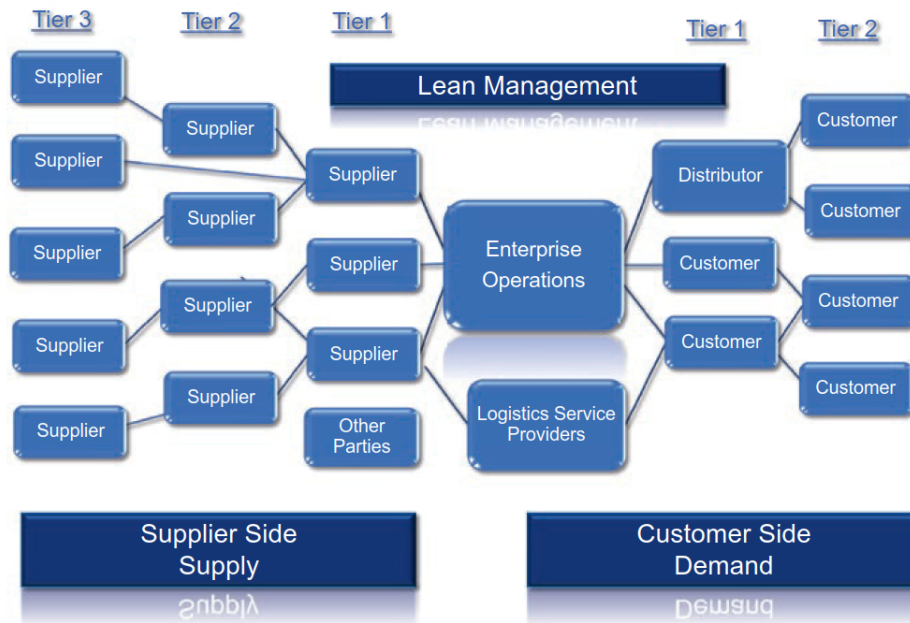 Tier 3
Tier 2
Tier 1
Tier 1
Tier 2
Lean Management
Supplier
Supplier
Supplier
Supplier
Supplier
Supplier
Supplier
Supplier
Supplier
Supplier
Supplier
Supplier
Other
Parties
Enterprise
Operations
Logistics Service
Providers
Distributor
Customer
Customer
Customer
Customer
Customer
Customer
Supplier Side
Supply
Customer Side
Demand